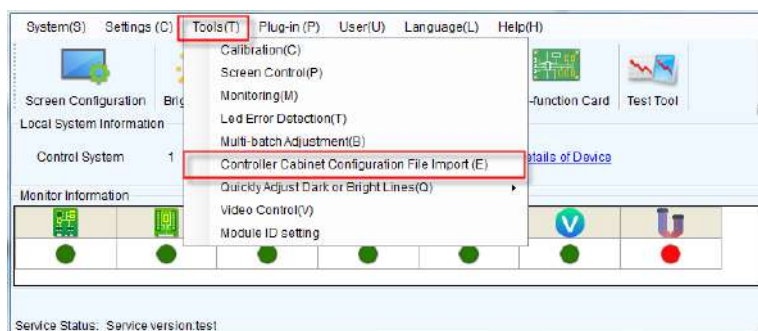 System(S) Settings (C) Tools(T) Plug-in (P) User(U) Language(L) Help(H)
Calibration(C)
Screen Control(P)
Monitoring(M)
Led Error Detection(T)
Multi-batch Adjustment(B)
Controller Cabinet Configuration File Import (E)
Quickly Adjust Dark or Bright Lines(Q)
Video Control(V)
Module ID setting
Screen Configuration Brig -function Card Test Tool
Local System Information
Control System 1 etails of Device
Monitor Information
V
Service Status: Service version:test